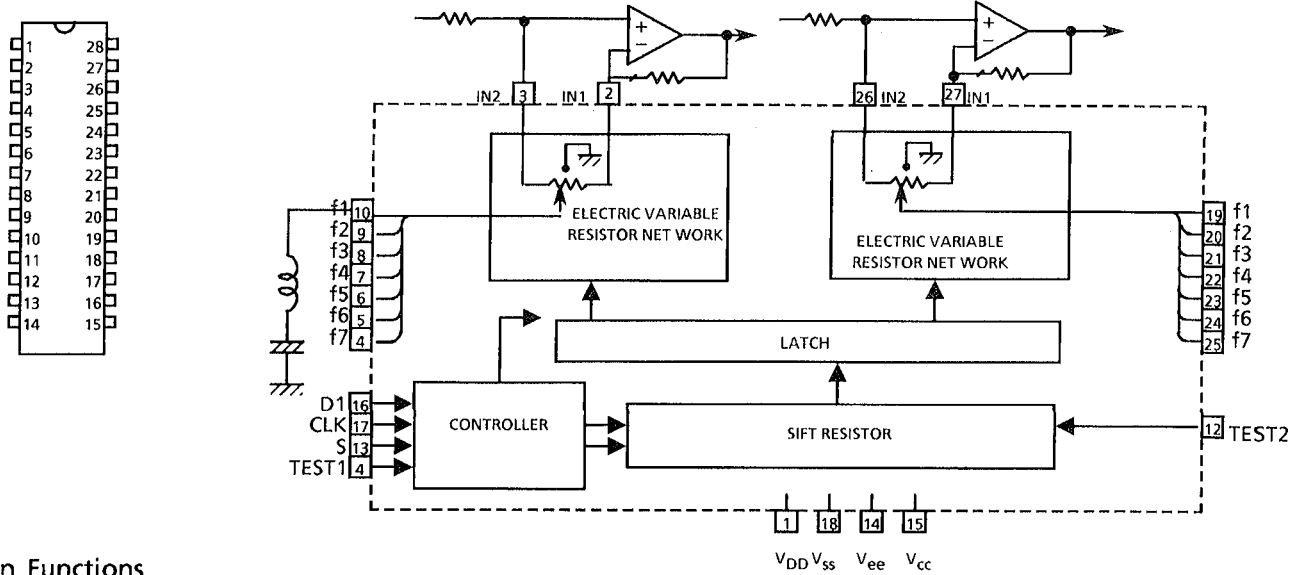 1 28
2 27
3 26
4 25
5 24
6 23
7 22
8 21
9 20
10 19
11 18
12 17
13 16
14 15
+
−
+
−
IN2 3 IN1 2
26 IN2 27 IN1
ELECTRIC VARIABLE
RESISTOR NET WORK
ELECTRIC VARIABLE
RESISTOR NET WORK
f1 10
f2 9
f3 8
f4 7
f5 6
f6 5
f7 4
19 f1
20 f2
21 f3
22 f4
23 f5
24 f6
25 f7
LATCH
D1 16
CLK 17
S 13
TEST1 4
CONTROLLER
SIFT RESISTOR
12 TEST2
1 18 14 15
VDD Vss Vee Vcc
n Functions